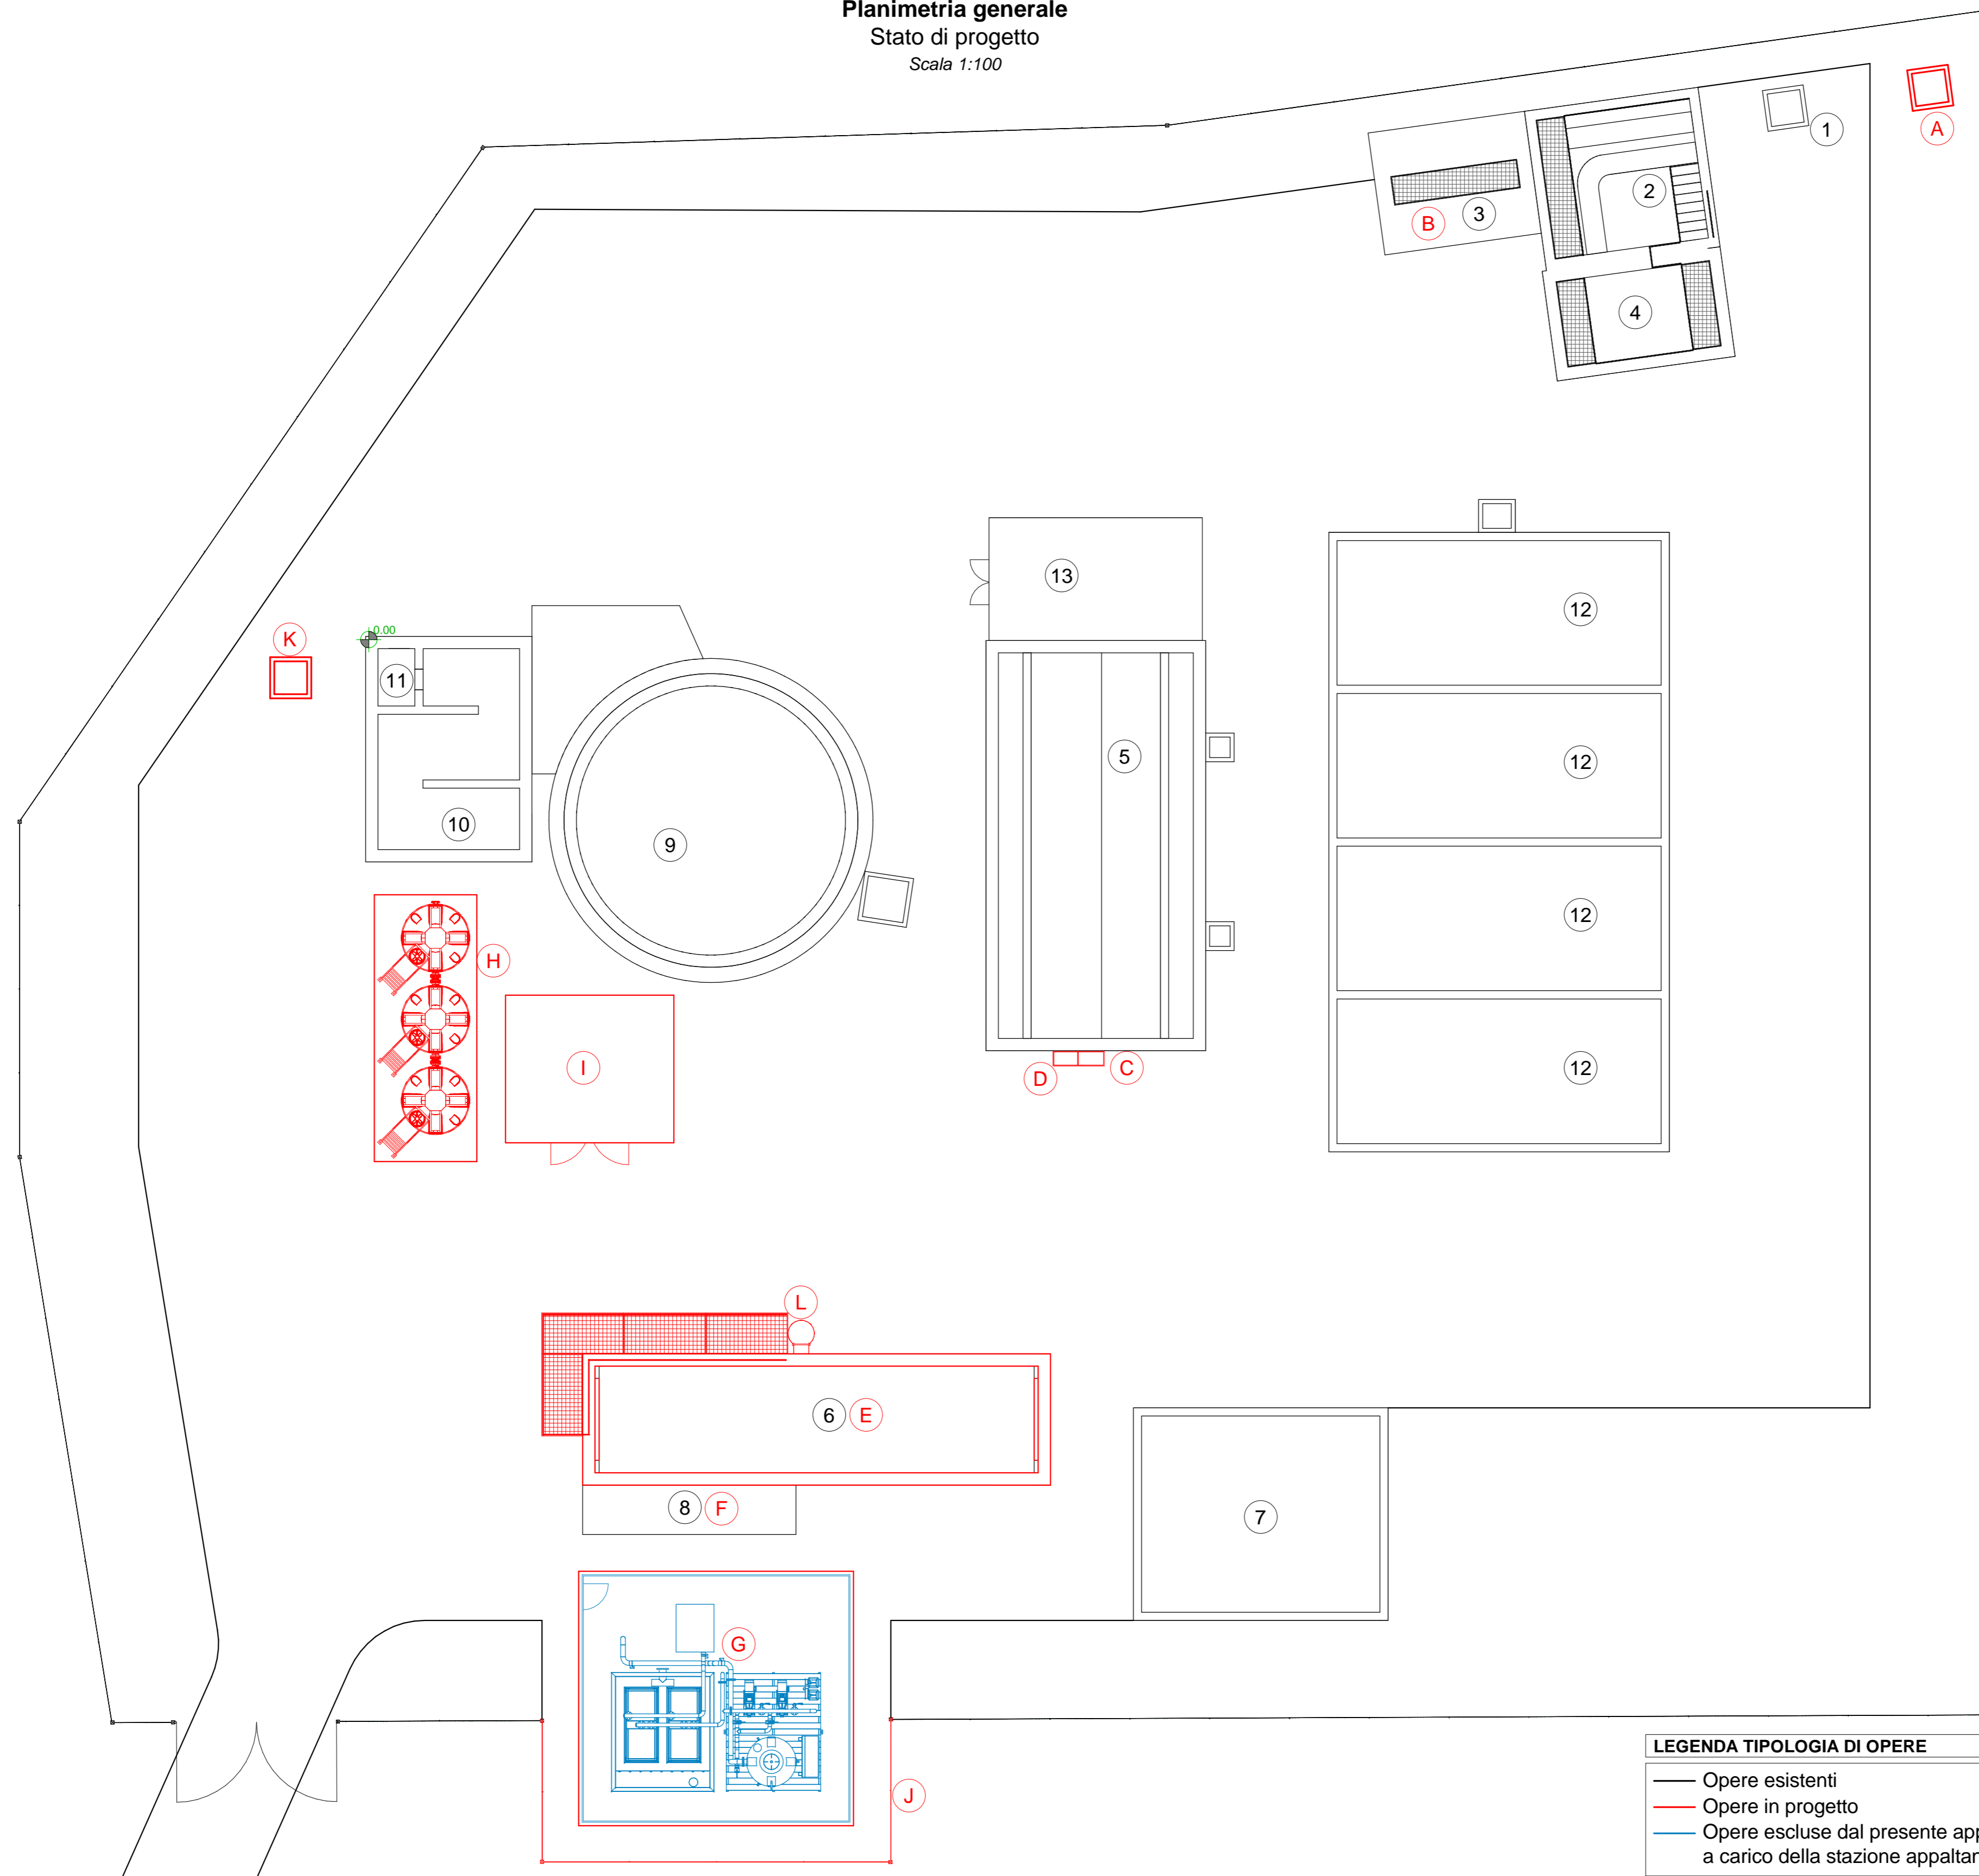 Planimetria generale
Stato di progetto
Scala 1:100
A
1
2
B
3
4
13
12
K
0.00
11
5
12
10
9
12
H
I
D
C
12
L
6
E
8
F
7
G
J
LEGENDA TIPOLOGIA DI OPERE
Opere esistenti
Opere in progetto
Opere escluse dal presente
a carico della stazione